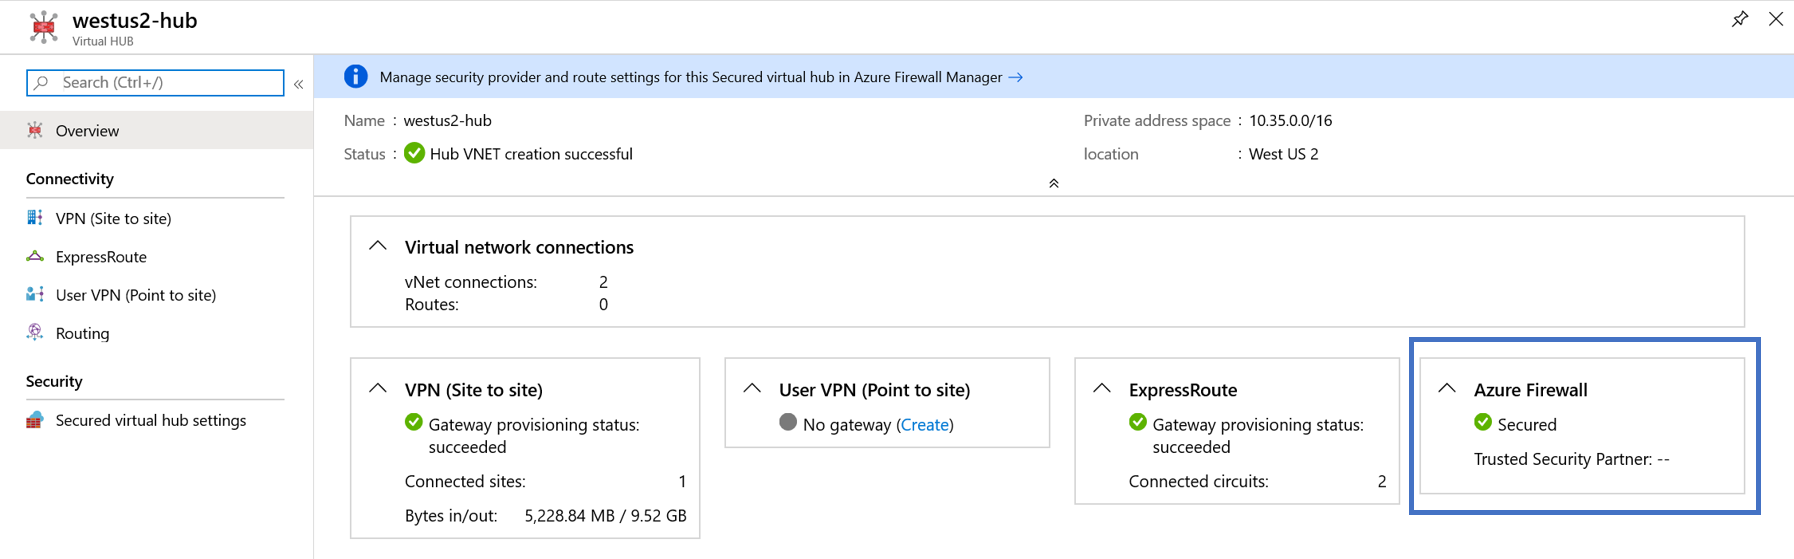 westus2-hub
Virtual HUB
Search (Ctrl+/)
«
Overview
Connectivity
VPN (Site to site)
ExpressRoute
User VPN (Point to site)
Routing
Security
Secured virtual hub settings
Manage security provider and route settings for this Secured virtual hub in Azure Firewall Manager →
Name : westus2-hub
Private address space : 10.35.0.0/16
Status : Hub VNET creation successful
location : West US 2
Virtual network connections
vNet connections: 2
Routes: 0
VPN (Site to site)
Gateway provisioning status:
succeeded
Connected sites: 1
Bytes in/out: 5,228.84 MB / 9.52 GB
User VPN (Point to site)
No gateway (Create)
ExpressRoute
Gateway provisioning status:
succeeded
Connected circuits: 2
Azure Firewall
Secured
Trusted Security Partner: --